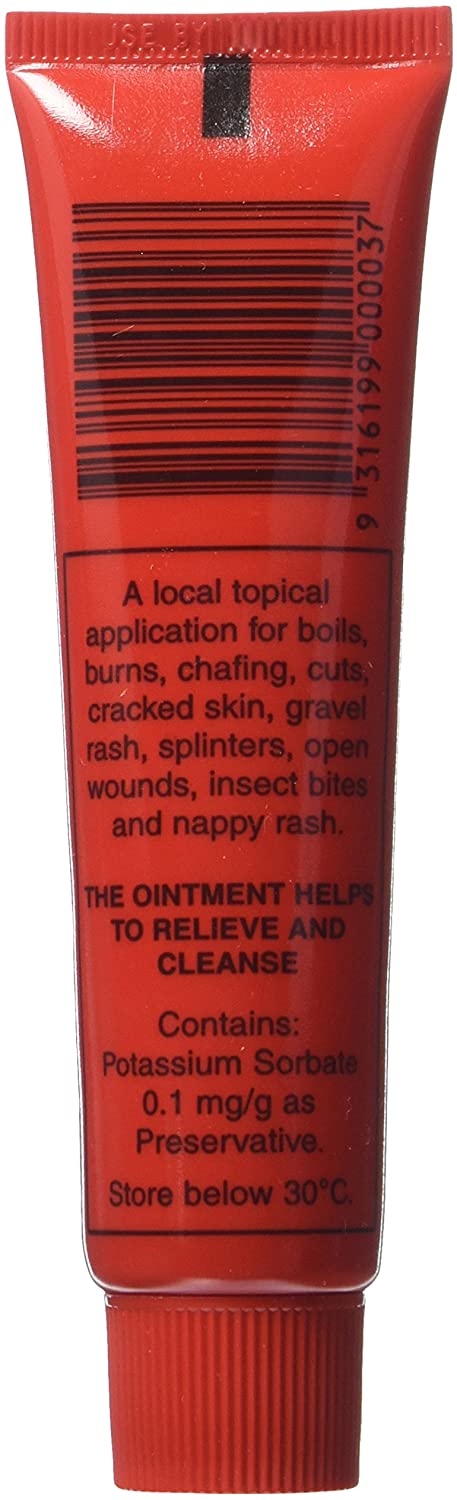 USE BY
9 316199 000037
A local topical
application for boils,
burns, chafing, cuts,
cracked skin, gravel
rash, splinters, open
wounds, insect bites
and nappy rash.
THE OINTMENT HELPS
TO RELIEVE AND
CLEANSE
Contains:
Potassium Sorbate
0.1 mg/g as
Preservative.
Store below 30°C.